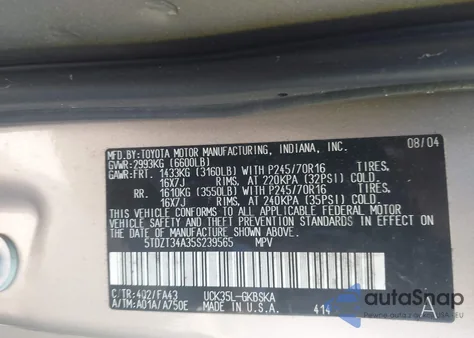 MFD. BY:TOYOTA MOTOR MANUFACTURING, INDIANA, INC. 08/04
GVWR: 2993KG (6600LB)
GAWR:FRT. 1433KG (3160LB) WITH P245/70R16 TIRES,
16X7J RIMS, AT 220KPA (32PSI) COLD.
RR. 1610KG (3550LB) WITH P245/70R16 TIRES,
16X7J RIMS, AT 240KPA (35PSI) COLD.
THIS VEHICLE CONFORMS TO ALL APPLICABLE FEDERAL MOTOR VEHICLE
SAFETY AND THEFT PREVENTION STANDARDS IN EFFECT ON THE DATE OF
MANUFACTURE SHOWN ABOVE.
5TDZT34A35S239565 MPV
C/TR:402/FA43 UCK35L-GKBSKA
A/TM:A01A/A750E MADE IN U.S.A. 414 A
autoSnap